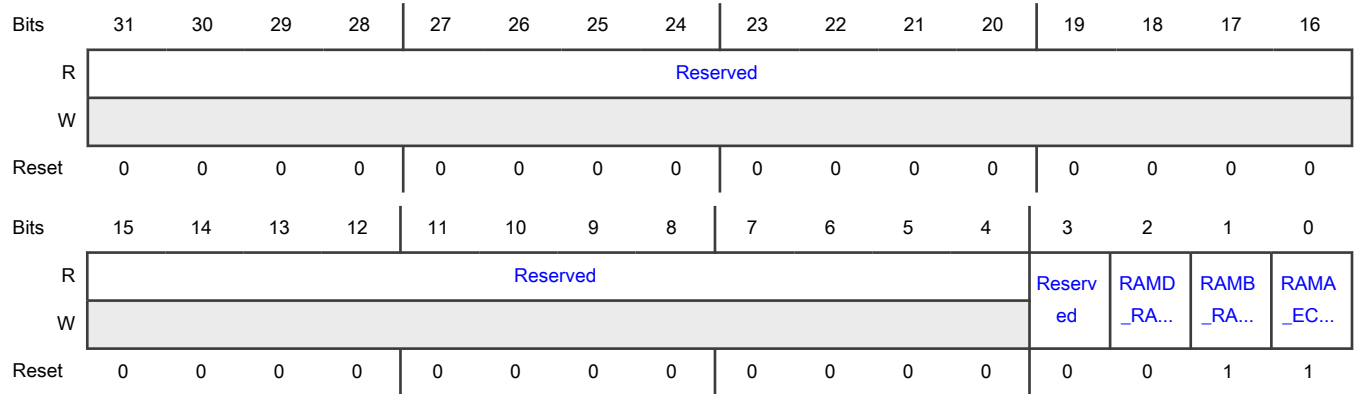 Bits 31 30 29 28 27 26 25 24 23 22 21 20 19 18 17 16
R Reserved
W
Reset 0 0 0 0 0 0 0 0 0 0 0 0 0 0 0 0
Bits 15 14 13 12 11 10 9 8 7 6 5 4 3 2 1 0
R Reserved Reserv RAMD RAMB RAMA
W ed _RA... _RA... _EC...
Reset 0 0 0 0 0 0 0 0 0 0 0 0 0 0 1 1